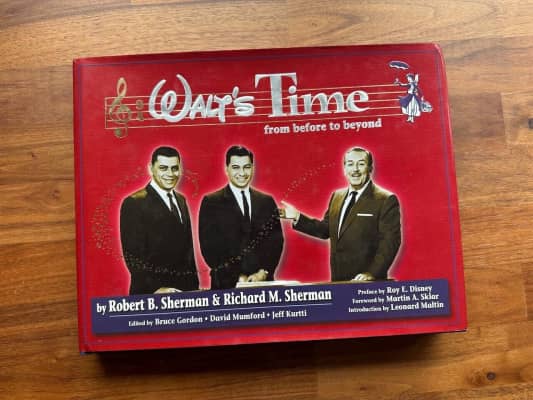 Walt's Time
from before to beyond
by Robert B. Sherman & Richard M. Sherman
Edited by Bruce Gordon • David Mumford • Jeff Kurtti
Preface by Roy E. Disney
Foreword by Martin A. Sklar
Introduction by Leonard Maltin